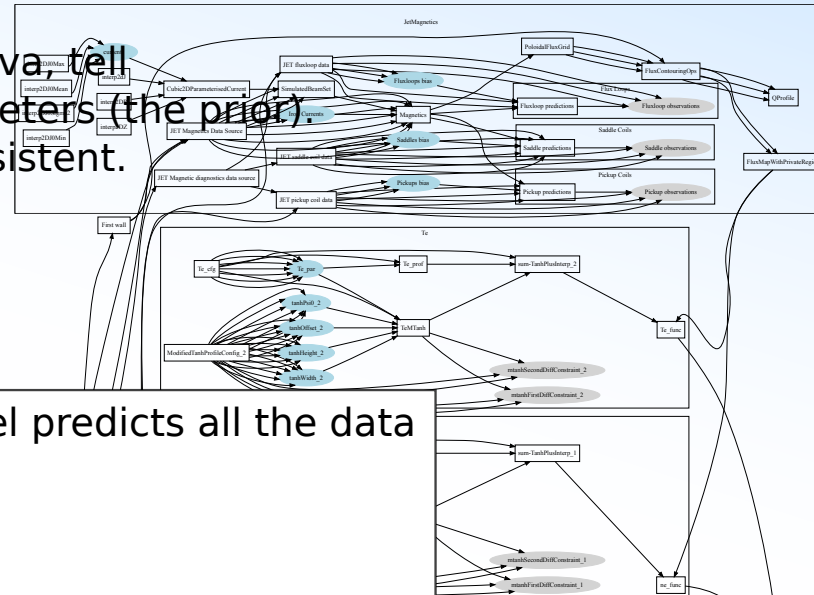 JetMagnetics
va, tell
eters (the prior).
sistent.
current
interp2DJ0Max
interp2D
interp2DJ0Mean
interp2DJ0Min
interp2DZ
Cubic2DParameterisedCurrent
JET fluxloop data
SimulatedBeamSet
Iron Currents
JET Magnetics Data Source
JET saddle coil data
JET Magnetic diagnostics data source
JET pickup coil data
Fluxloops bias
Magnetics
Saddles bias
Pickups bias
PoloidalFluxGrid
FluxContouringOps
QProfile
Flux Loops
Fluxloop predictions
Fluxloop observations
Saddle Coils
Saddle predictions
Saddle observations
FluxMapWithPrivateRegi
Pickup Coils
Pickup predictions
Pickup observations
First wall
Te
Te_cfg
Te_par
Te_prof
sum-TanhPlusInterp_2
tanhPsi0_2
tanhOffset_2
TeMTanh
Te_func
ModifiedTanhProfileConfig_2
tanhHeight_2
tanhWidth_2
mtanhSecondDiffConstraint_2
mtanhFirstDiffConstraint_2
el predicts all the data
sum-TanhPlusInterp_1
mtanhSecondDiffConstraint_1
mtanhFirstDiffConstraint_1
ne_func